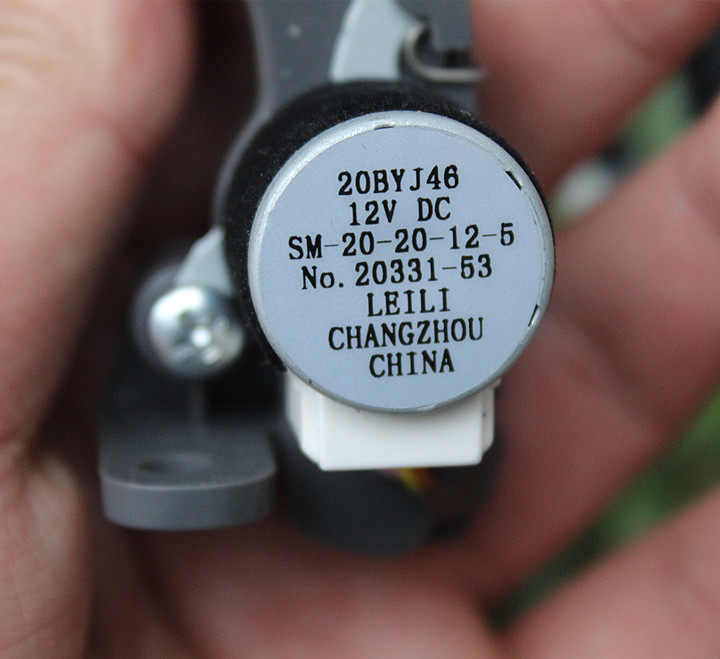 20BYJ46
12V DC
SM-20-20-12-5
No. 20331-53
LEILI
CHANGZHOU
CHINA